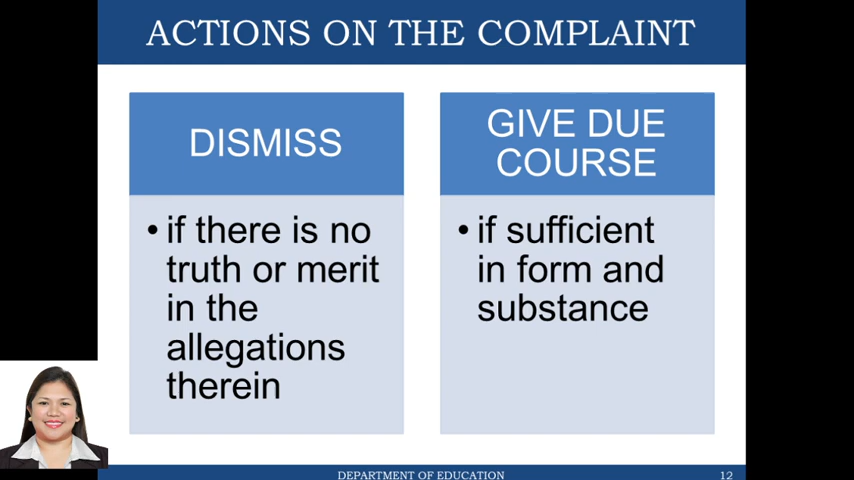 ACTIONS ON THE COMPLAINT
DISMISS
• if there is no
truth or merit
in the
allegations
therein
GIVE DUE
COURSE
• if sufficient
in form and
substance
DEPARTMENT OF EDUCATION
12